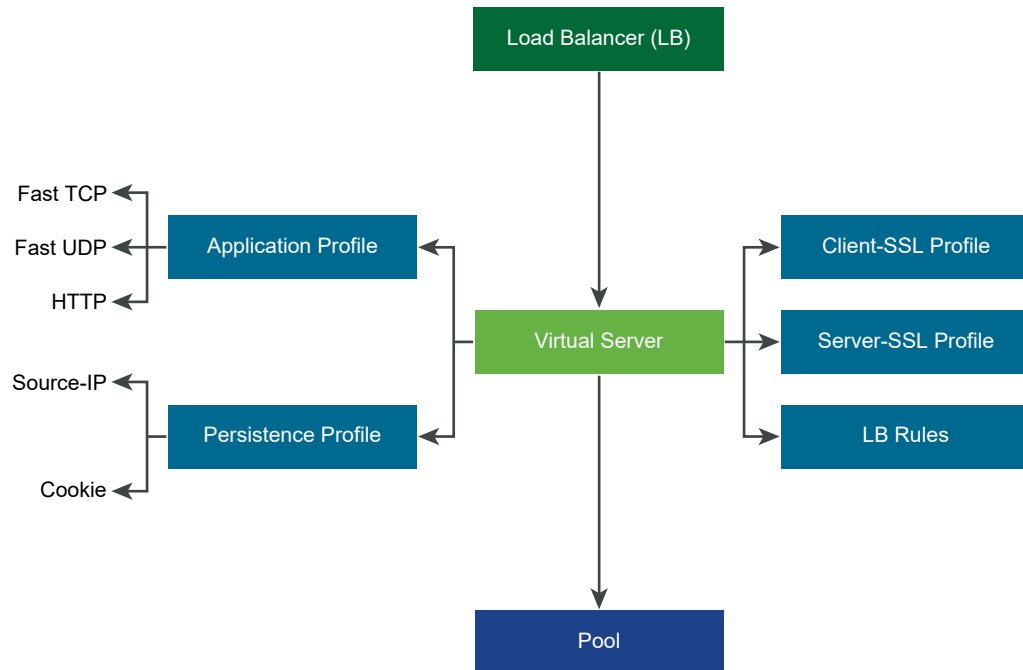 Load Balancer (LB)
Fast TCP
Fast UDP
HTTP
Application Profile
Source-IP
Cookie
Persistence Profile
Virtual Server
Client-SSL Profile
Server-SSL Profile
LB Rules
Pool